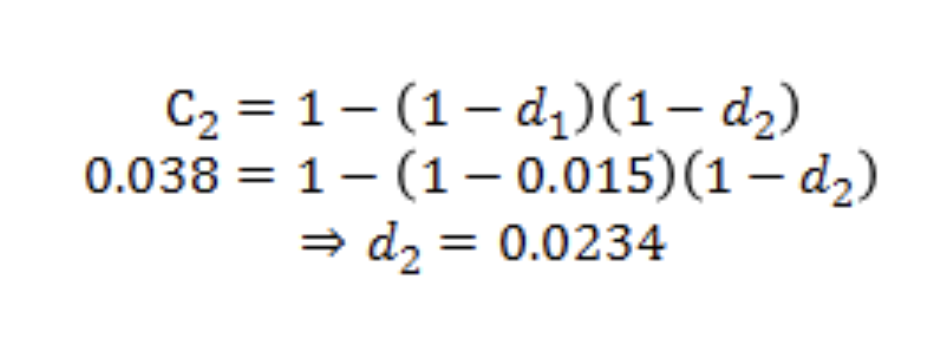 C₂ = 1 − (1 − d₁)(1 − d₂)
0.038 = 1 − (1 − 0.015)(1 − d₂)
⇒ d₂ = 0.0234